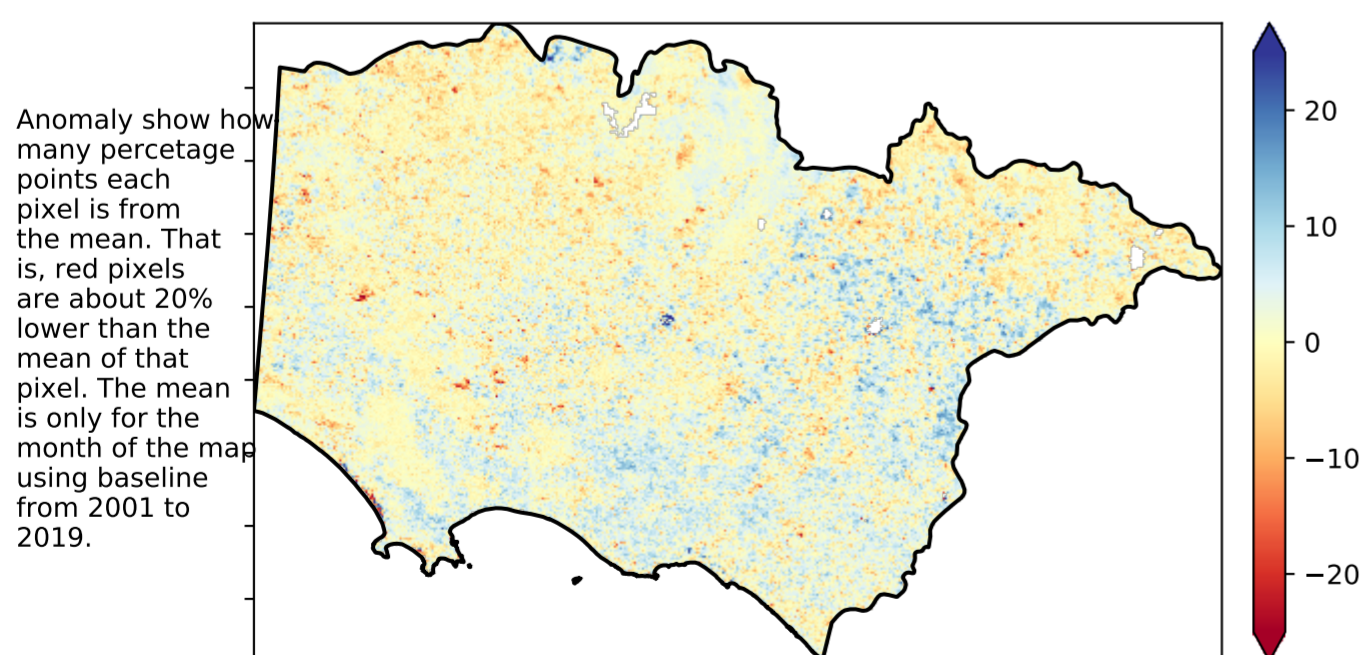 Anomaly show how
many percetage
points each
pixel is from
the mean. That
is, red pixels
are about 20%
lower than the
mean of that
pixel. The mean
is only for the
month of the map
using baseline
from 2001 to
2019.
20
10
0
−10
−20